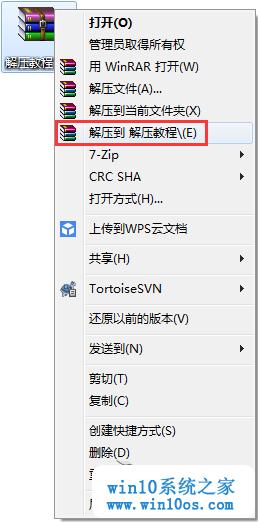 解压教程
打开(O)
管理员取得所有权
用 WinRAR 打开(W)
解压文件(A)...
解压到当前文件夹(X)
解压到 解压教程\(E)
7-Zip
CRC SHA
打开方式(H)...
上传到WPS云文档
共享(H)
TortoiseSVN
还原以前的版本(V)
发送到(N)
剪切(T)
复制(C)
创建快捷方式(S)
删除(D)
win10系统之家
www.win10os.com